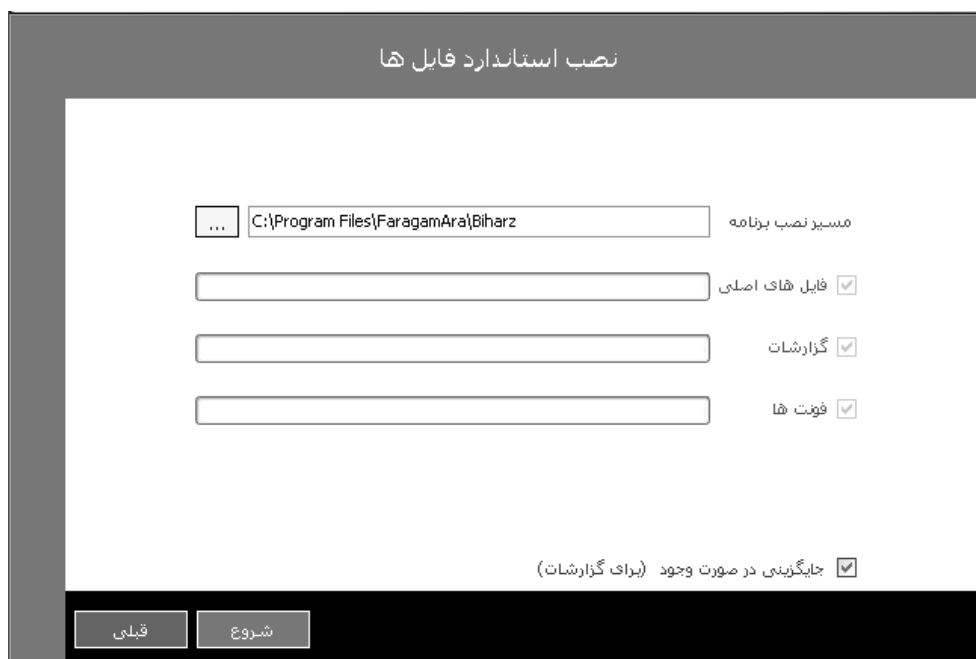 نصب استاندارد فایل ها
مسیر نصب برنامه C:\Program Files\FaragamAra\Biharz ...
فایل های اصلی
گزارشات
فونت ها
جایگزینی در صورت وجود (برای گزارشات)
شروع
قبلی